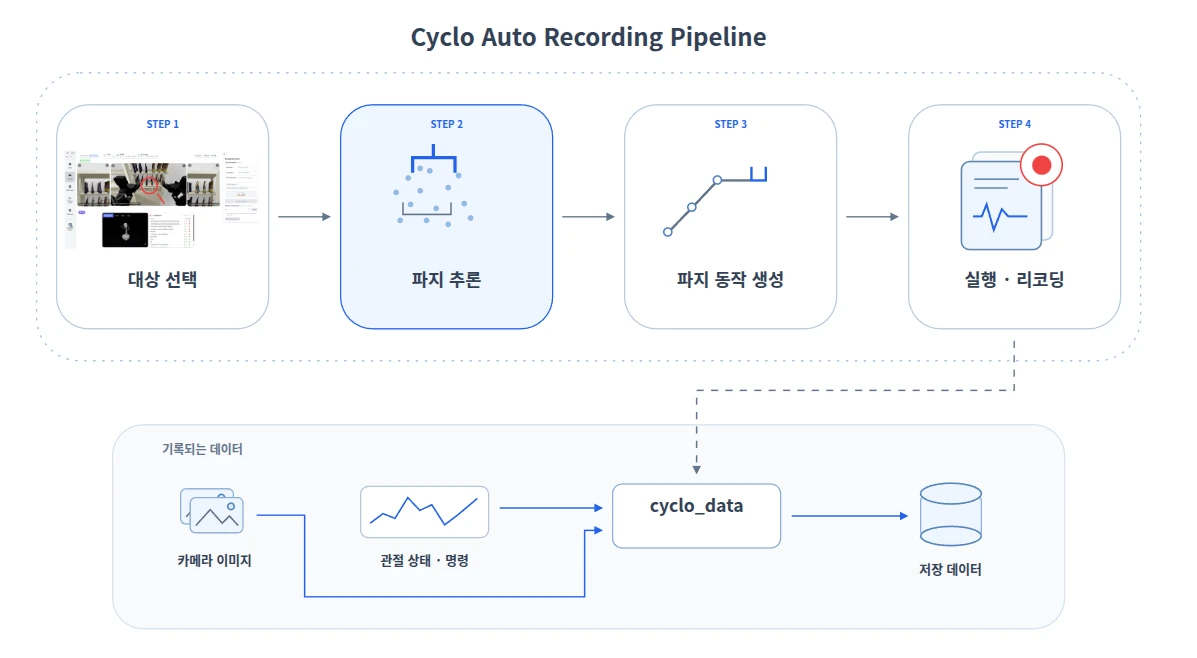 Cyclo Auto Recording Pipeline
STEP 1
STEP 2
STEP 3
STEP 4
대상 선택
파지 추론
파지 동작 생성
실행 · 리코딩
기록되는 데이터
cyclo_data
카메라 이미지
관절 상태 · 명령
저장 데이터